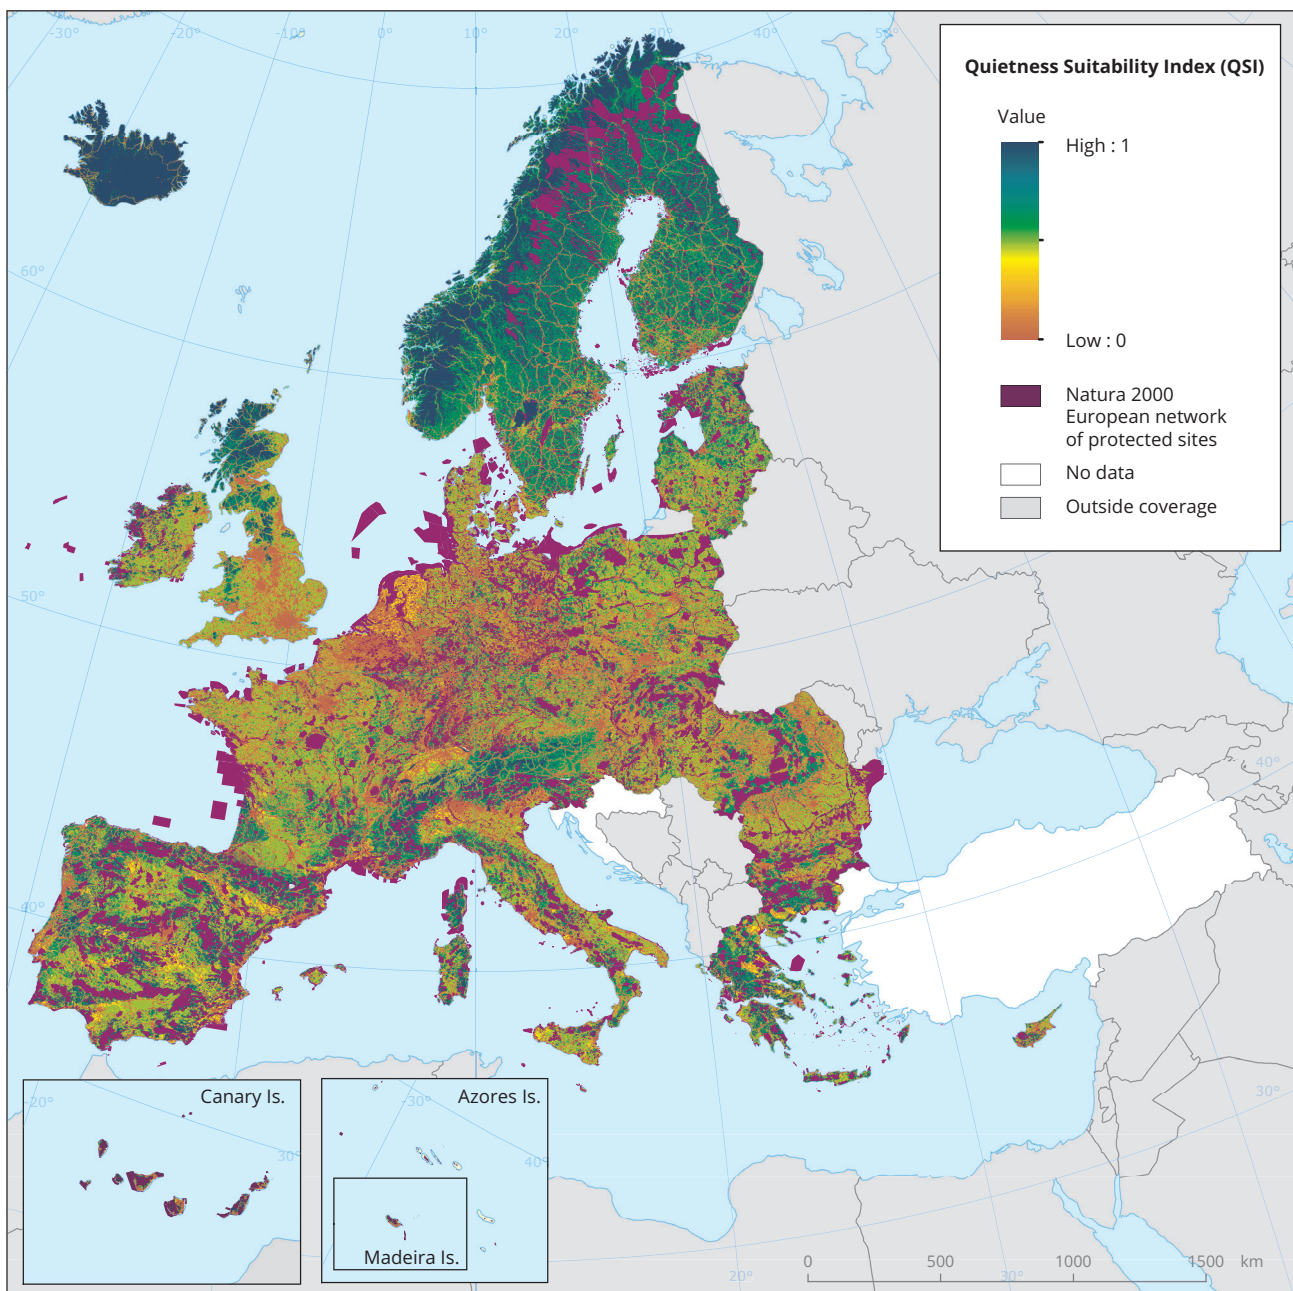 -30°
-20°
-10°
0°
10°
20°
30°
40°
50°
Quietness Suitability Index (QSI)
Value
High : 1
Low : 0
Natura 2000
European network
of protected sites
No data
Outside coverage
60°
50°
40°
40°
30°
Canary Is.
-20°
30°
Azores Is.
-30°
40°
Madeira Is.
0
500
1000
1500
km
20°
30°